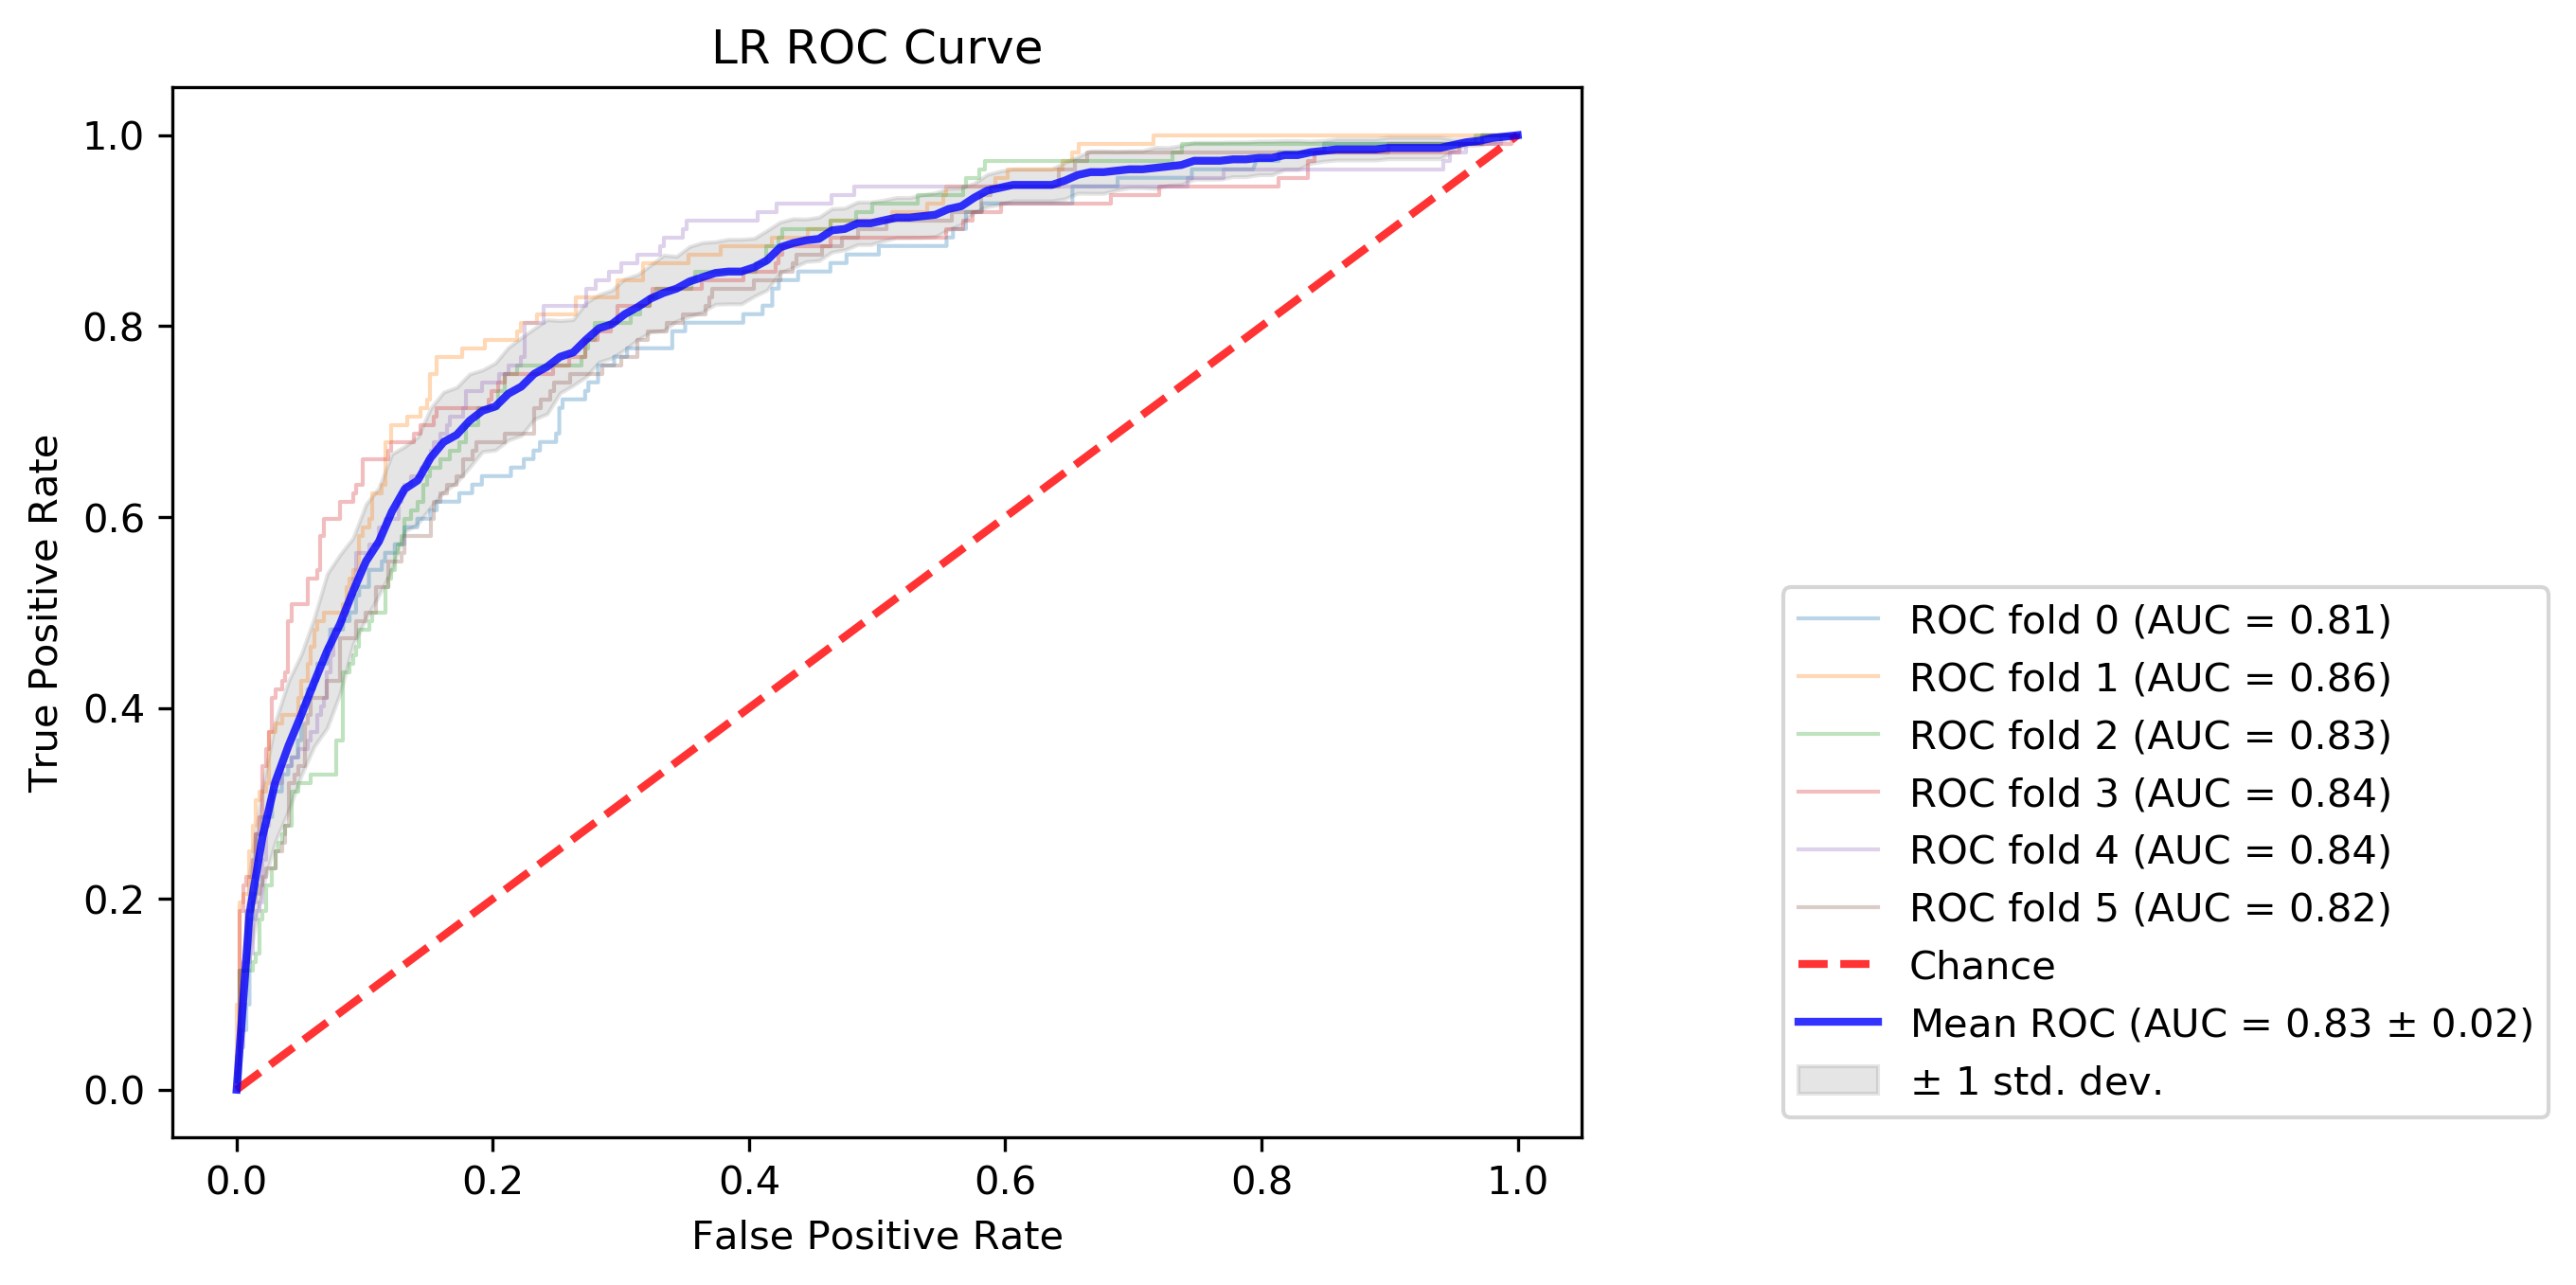 LR ROC Curve
1.0
0.8
0.6
0.4
0.2
0.0
True Positive Rate
0.0 0.2 0.4 0.6 0.8 1.0
False Positive Rate
ROC fold 0 (AUC = 0.81)
ROC fold 1 (AUC = 0.86)
ROC fold 2 (AUC = 0.83)
ROC fold 3 (AUC = 0.84)
ROC fold 4 (AUC = 0.84)
ROC fold 5 (AUC = 0.82)
Chance
Mean ROC (AUC = 0.83 ± 0.02)
± 1 std. dev.